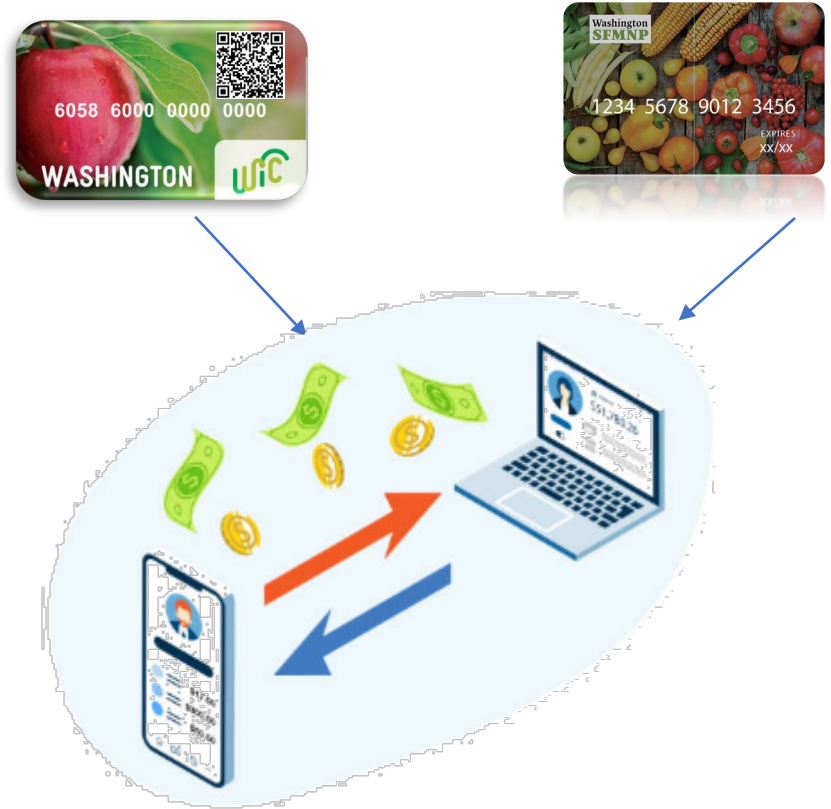 6058 6000 0000 0000
WASHINGTON
WiC
Washington
SFMNP
1234 5678 9012 3456
EXPIRES
xx/xx